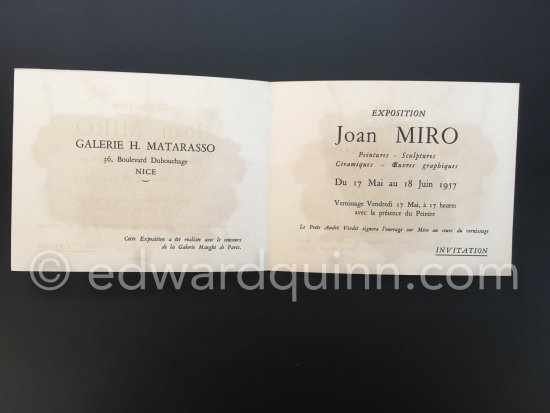 GALERIE H. MATARASSO
36, Boulevard Dubouchage
NICE
Cette Exposition a été réalisée avec le concours
de la Galerie Maeght de Paris.
EXPOSITION
Joan MIRO
Peintures - Sculptures
Céramiques - Œuvres graphiques
Du 17 Mai au 18 Juin 1957
Vernissage Vendredi 17 Mai, à 17 heures
avec la présence du Peintre
Le Poète André Verdet signera l'ouvrage sur Miro au cours du vernissage
INVITATION
© edwardquinn.com